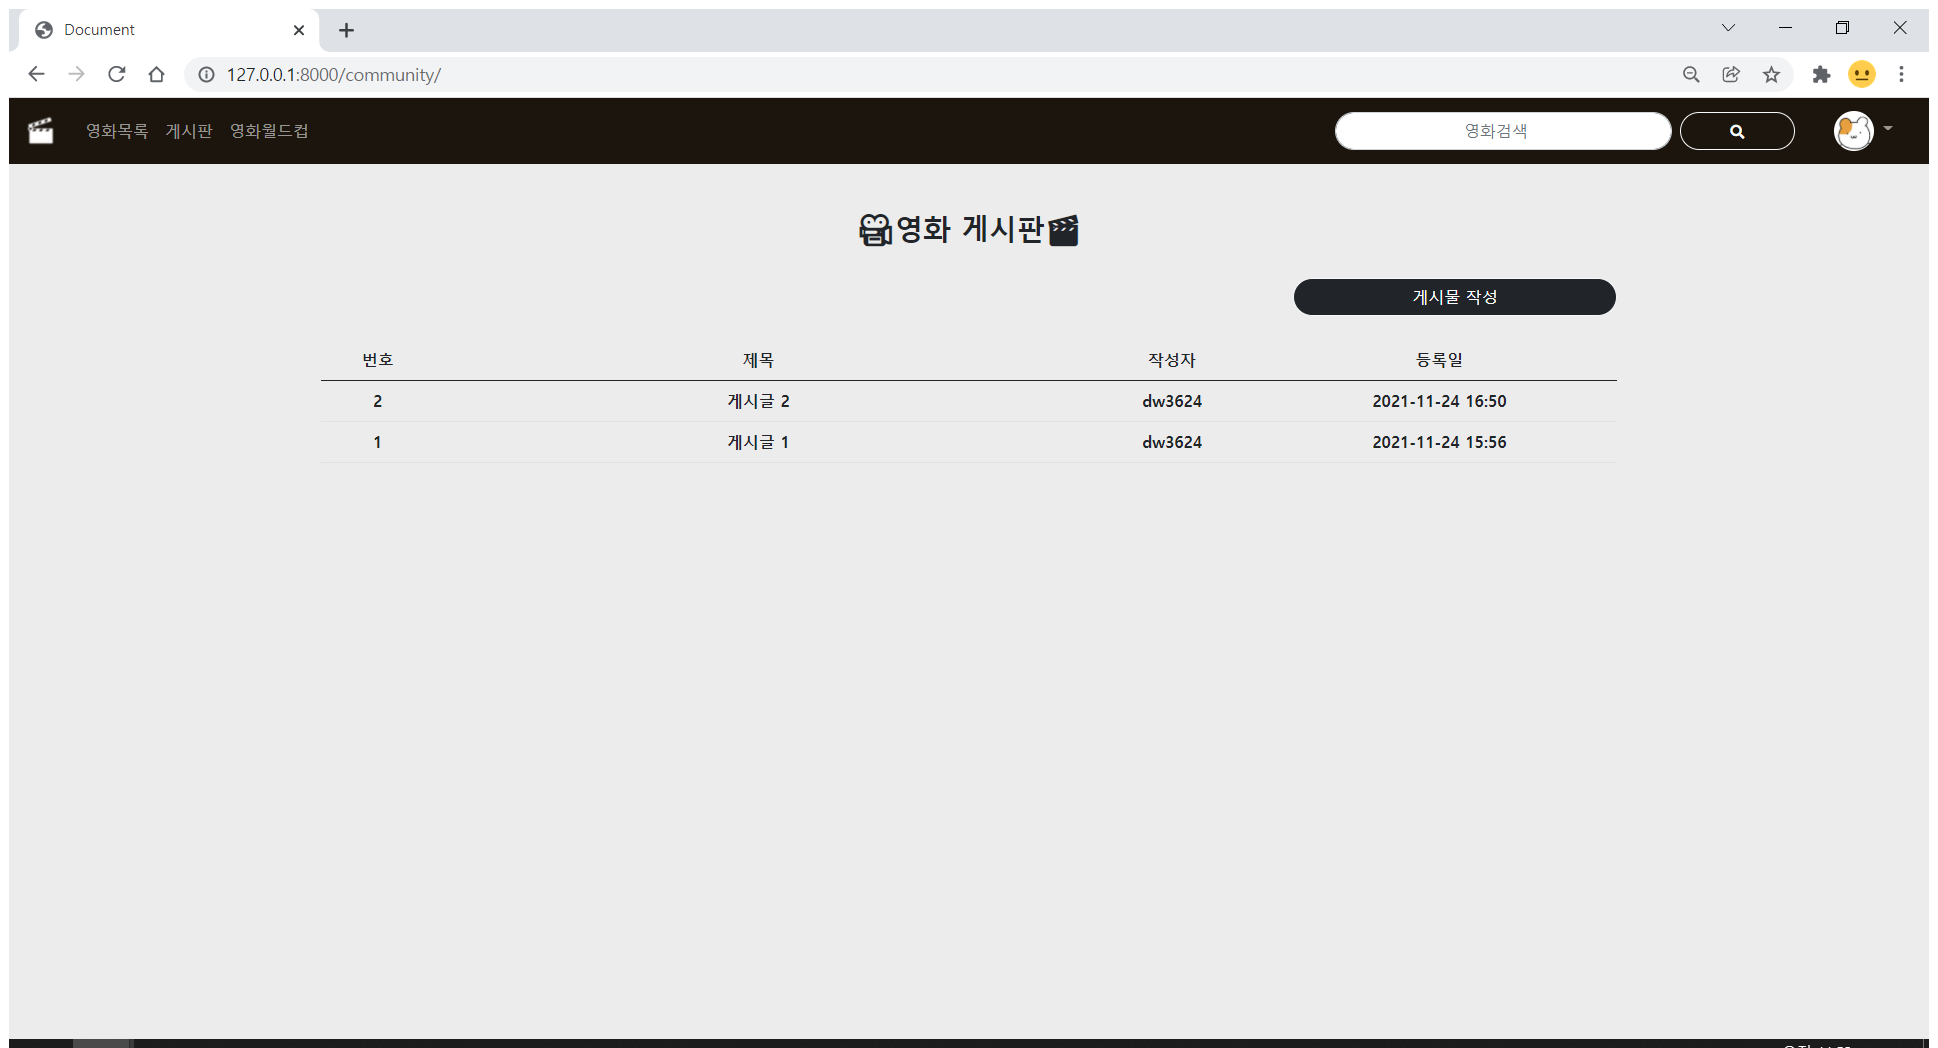 Document
127.0.0.1:8000/community/
영화목록 게시판 영화월드컵 영화검색
영화 게시판
게시물 작성
번호 제목 작성자 등록일
2 게시글 2 dw3624 2021-11-24 16:50
1 게시글 1 dw3624 2021-11-24 15:56